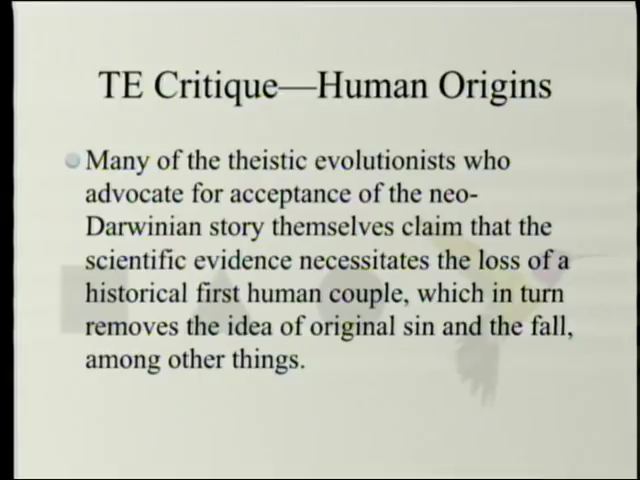 TE Critique—Human Origins
Many of the theistic evolutionists who
advocate for acceptance of the neo-
Darwinian story themselves claim that the
scientific evidence necessitates the loss of a
historical first human couple, which in turn
removes the idea of original sin and the fall,
among other things.